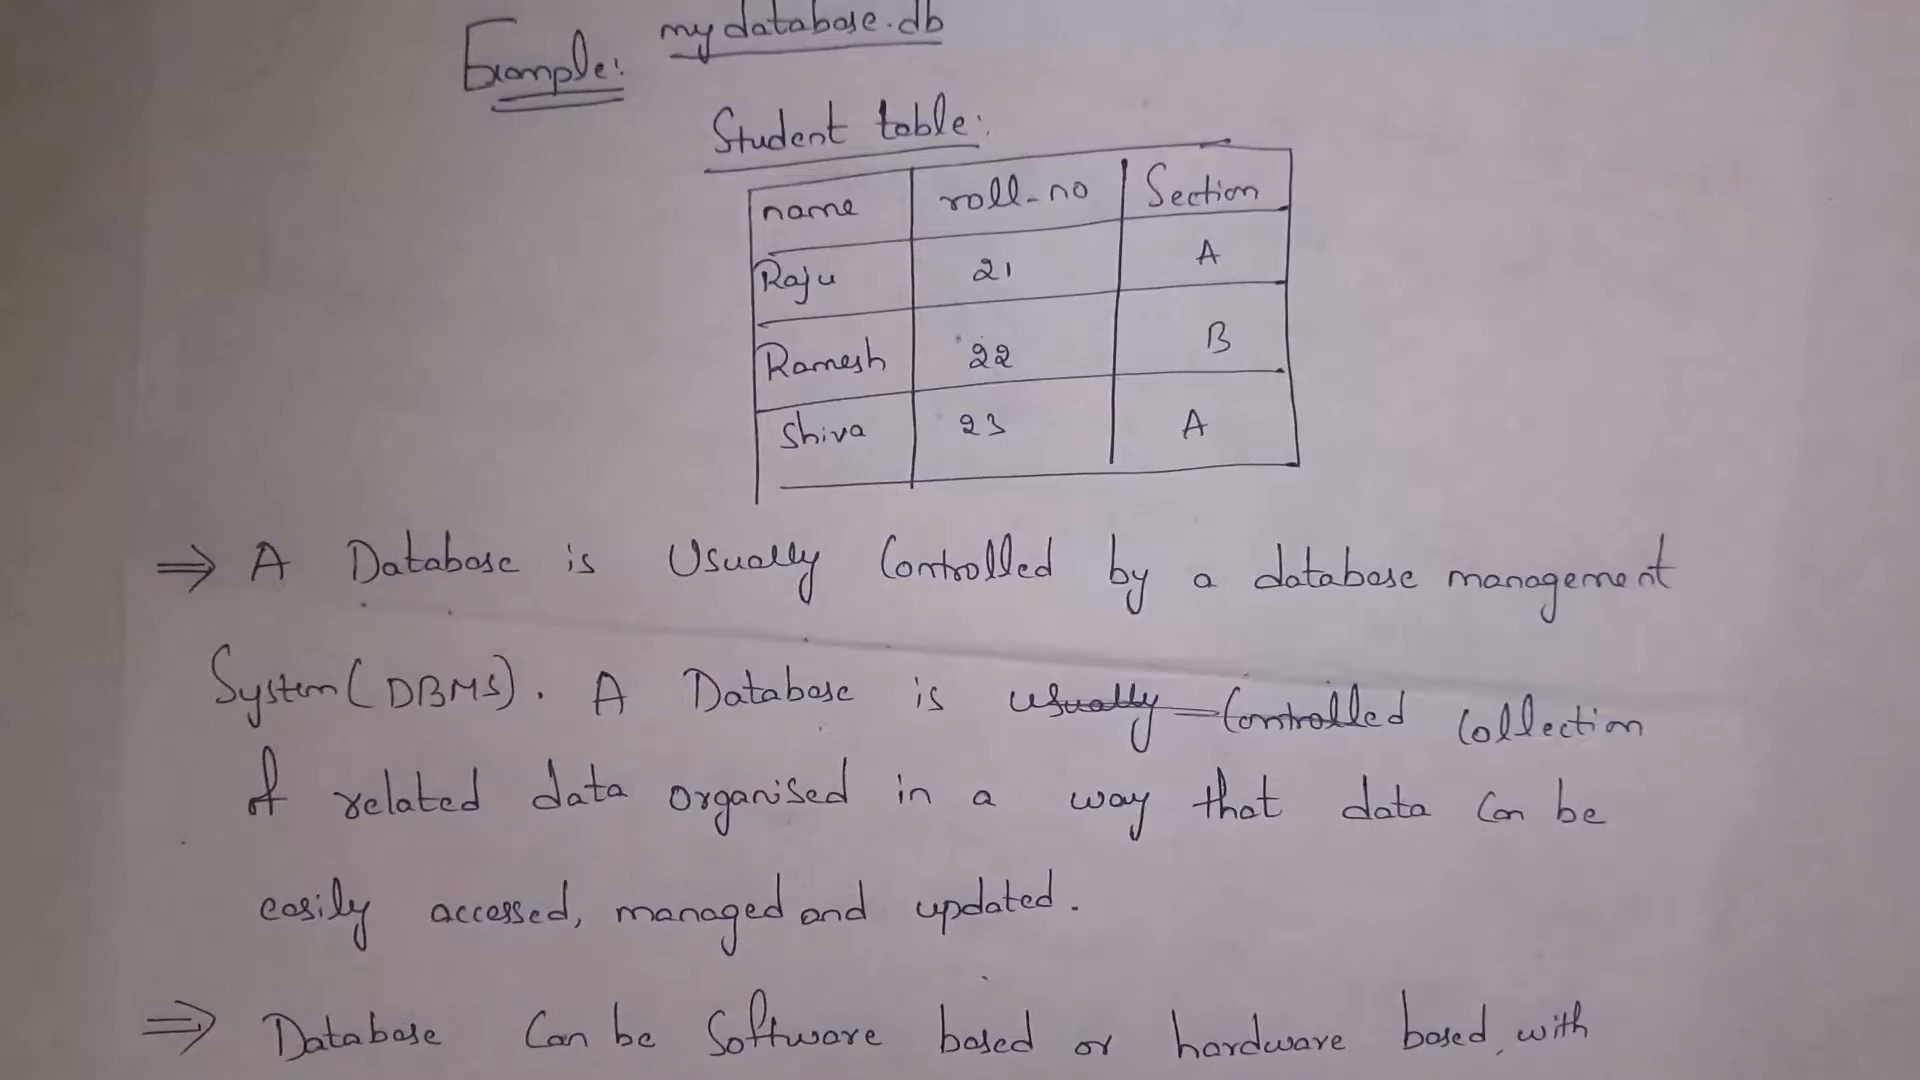 Example: mydatabase.db
Student table:
name roll-no Section
Raju 21 A
Ramesh 22 B
Shiva 23 A
⇒ A Database is Usually Controlled by a database management
System (DBMS). A Database is usually Controlled Collection
of related data organised in a way that data Can be
easily accessed, managed and updated.
⇒ Database Can be Software based or hardware based, with